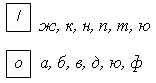 / ж, к, н, п, т, ю
о а, б, в, д, ю, ф